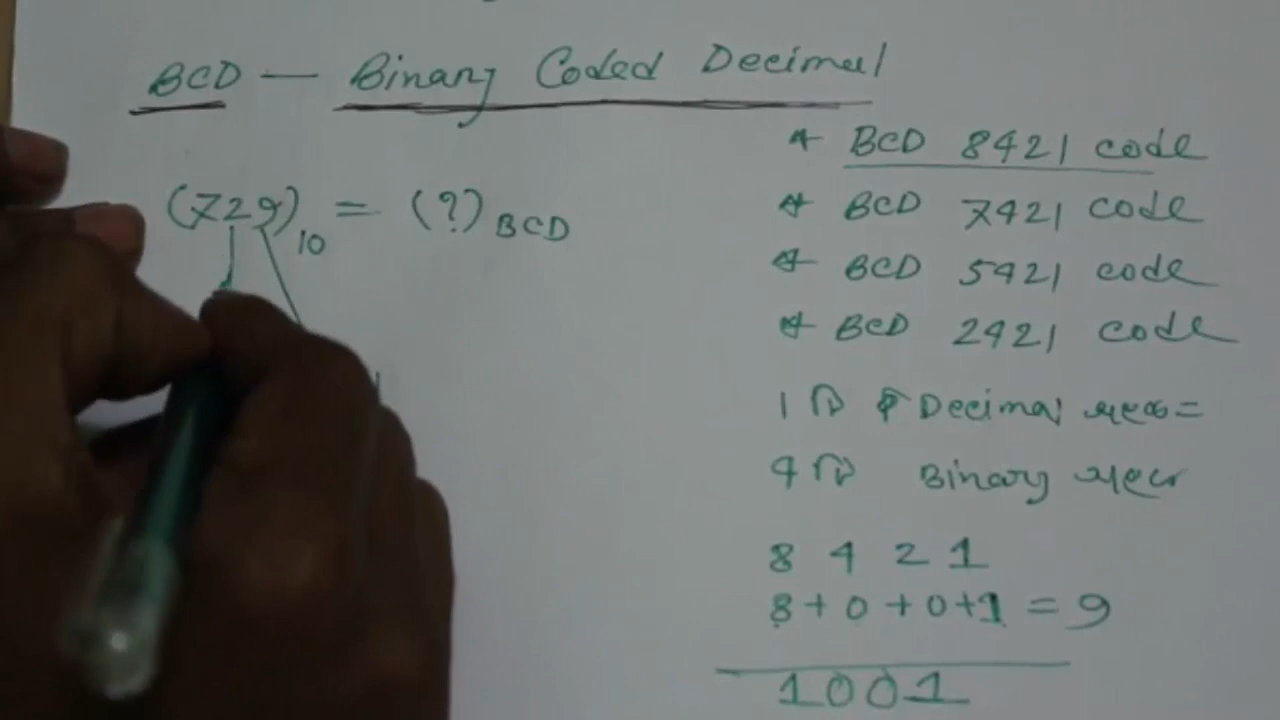 BCD — Binary Coded Decimal
(729)10 = (?)BCD
* BCD 8421 code
* BCD 7421 code
* BCD 5421 code
* BCD 2421 code
1 টি Decimal সংখ্যা =
4 টি Binary সংখ্যা
8 4 2 1
8+0+0+1 = 9
1001